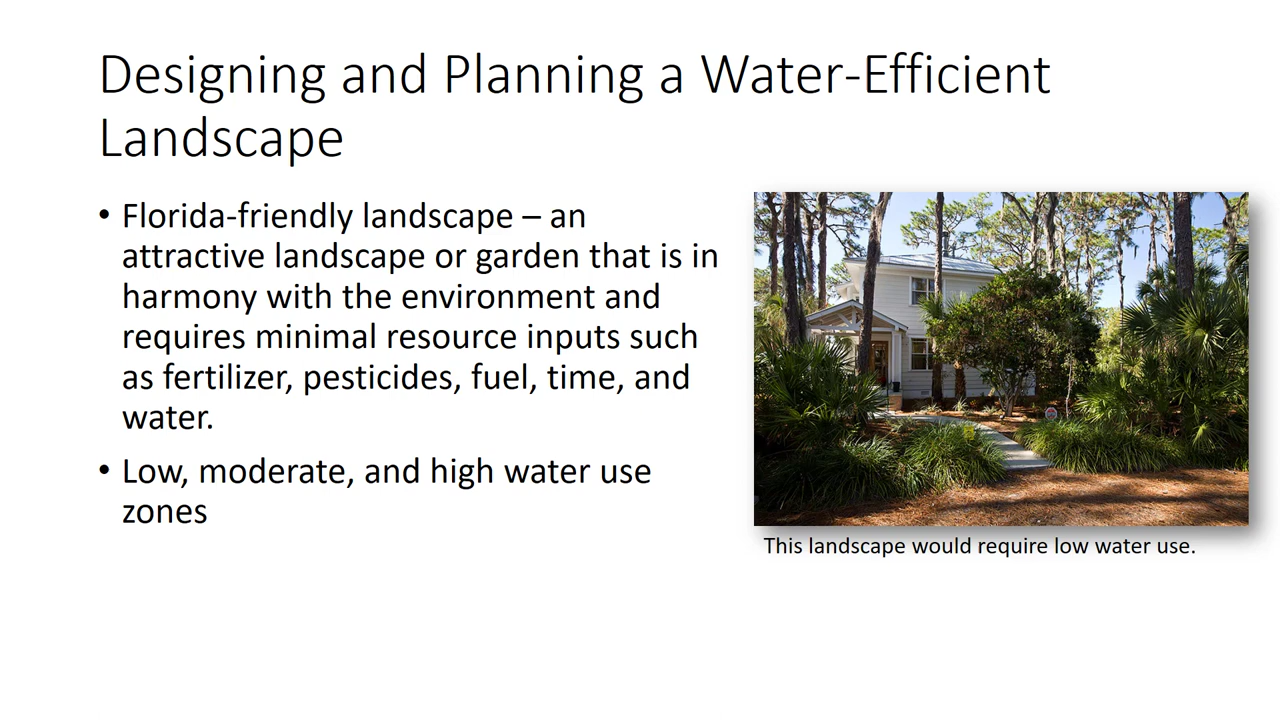 Designing and Planning a Water-Efficient
Landscape
• Florida-friendly landscape – an
attractive landscape or garden that is in
harmony with the environment and
requires minimal resource inputs such
as fertilizer, pesticides, fuel, time, and
water.
• Low, moderate, and high water use
zones
This landscape would require low water use.